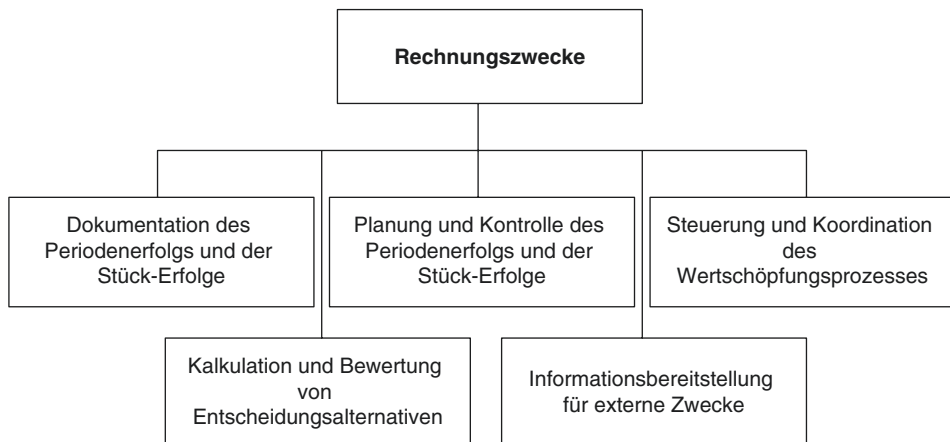 Rechnungszwecke
Dokumentation des
Periodenerfolgs und der
Stück-Erfolge
Planung und Kontrolle des
Periodenerfolgs und der
Stück-Erfolge
Steuerung und Koordination
des
Wertschöpfungsprozesses
Kalkulation und Bewertung
von
Entscheidungsalternativen
Informationsbereitstellung
für externe Zwecke